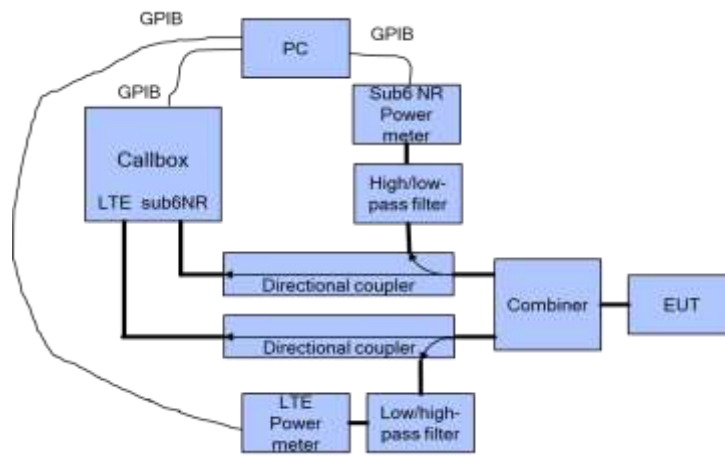 GPIB
PC
GPIB
GPIB
Sub6 NR
Power
meter
Callbox
LTE sub6NR
High/low-
pass filter
Directional coupler
Combiner
EUT
Directional coupler
LTE
Power
meter
Low/high-
pass filter